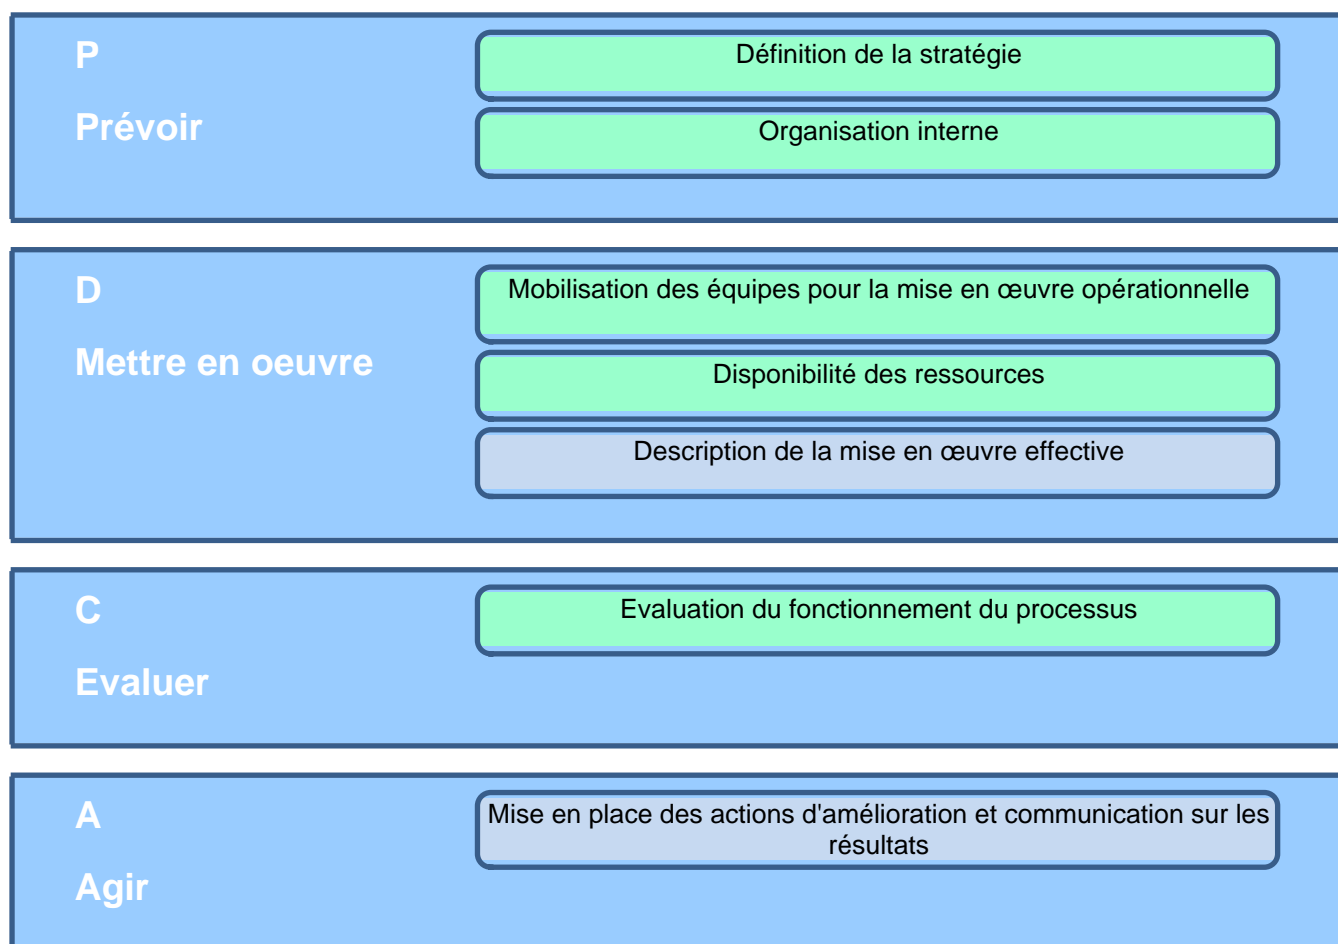 P
Prévoir
Définition de la stratégie
Organisation interne
D
Mettre en oeuvre
Mobilisation des équipes pour la mise en œuvre opérationnelle
Disponibilité des ressources
Description de la mise en œuvre effective
C
Evaluer
Evaluation du fonctionnement du processus
A
Agir
Mise en place des actions d'amélioration et communication sur les
résultats